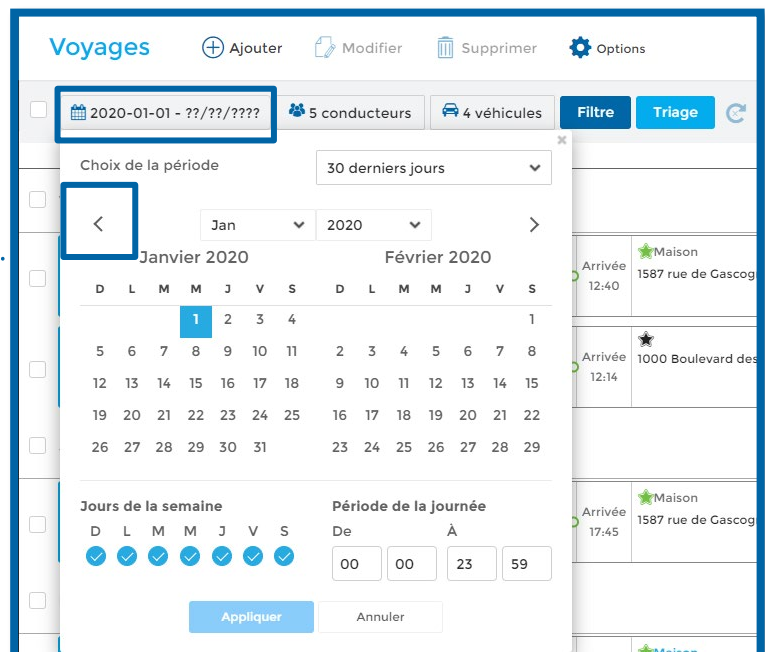 Voyages
Ajouter
Modifier
Supprimer
Options
2020-01-01 - ??/??/????
5 conducteurs
4 véhicules
Filtre
Triage
Choix de la période
30 derniers jours
Jan
2020
Janvier 2020
Février 2020
D L M M J V S
D L M M J V S
1 2 3 4
1
5 6 7 8 9 10 11
2 3 4 5 6 7 8
12 13 14 15 16 17 18
9 10 11 12 13 14 15
19 20 21 22 23 24 25
16 17 18 19 20 21 22
26 27 28 29 30 31
23 24 25 26 27 28 29
Jours de la semaine
Période de la journée
D L M M J V S
De
À
00
00
23
59
Appliquer
Annuler
Arrivée
12:40
Maison
1587 rue de Gascog
Arrivée
12:14
1000 Boulevard des
Arrivée
17:45
Maison
1587 rue de Gascog
Maison